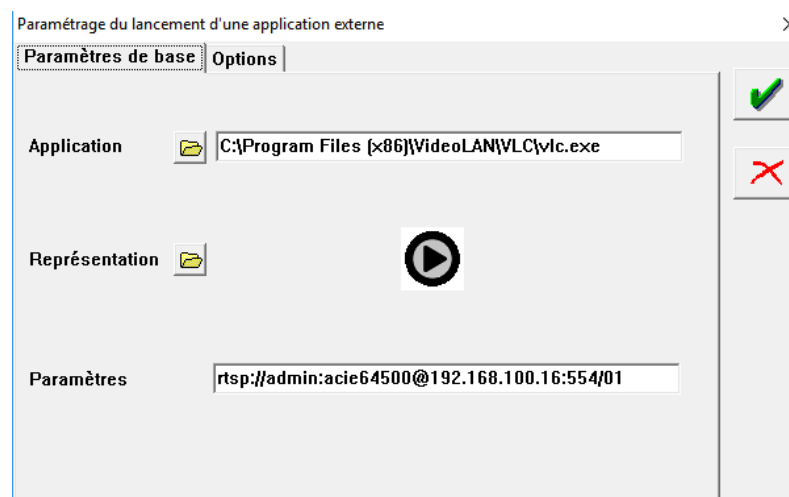 Paramétrage du lancement d'une application externe
Paramètres de base Options
Application C:\Program Files (x86)\VideoLAN\VLC\vlc.exe
Représentation
Paramètres rtsp://admin:acie64500@192.168.100.16:554/01